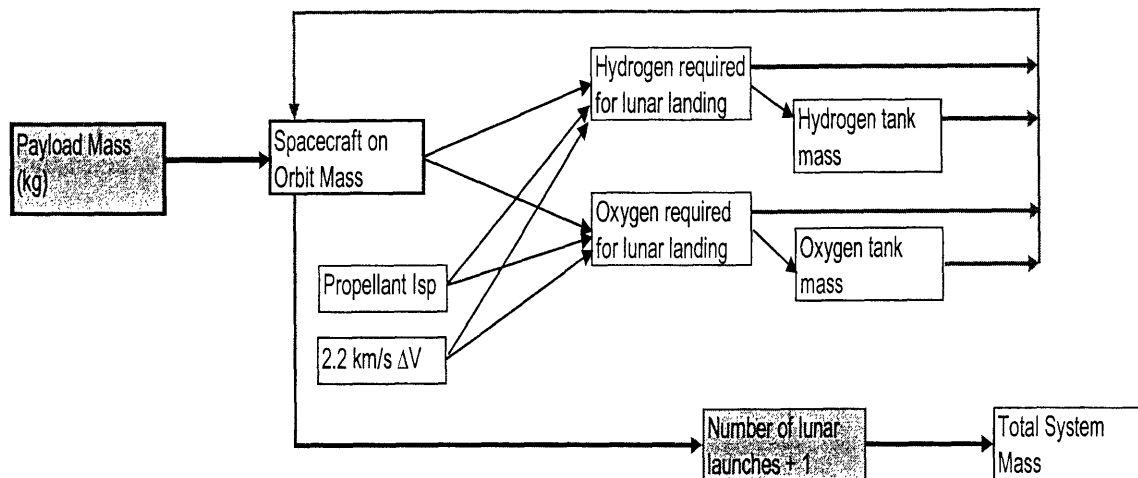 Hydrogen required
for lunar landing
Hydrogen tank
mass
Payload Mass
(kg)
Spacecraft on
Orbit Mass
Oxygen required
for lunar landing
Oxygen tank
mass
Propellant Isp
2.2 km/s ΔV
Number of lunar
launches + 1
Total System
Mass